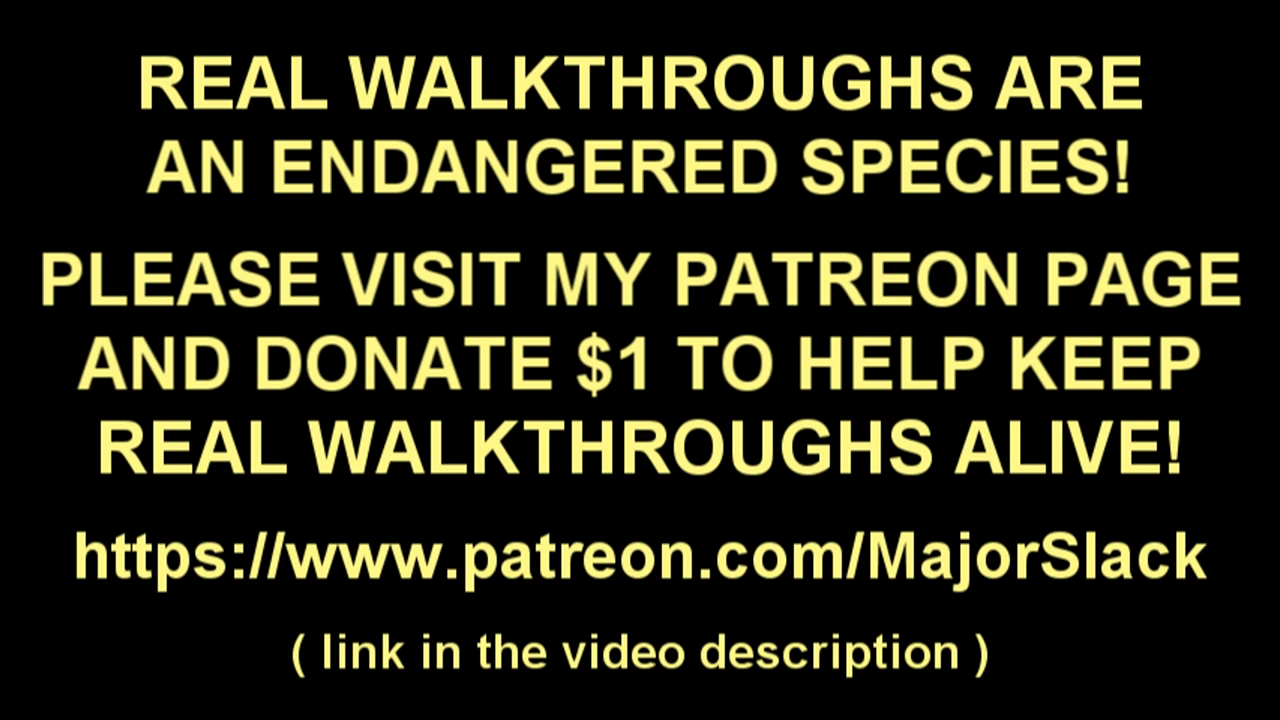 REAL WALKTHROUGHS ARE
AN ENDANGERED SPECIES!
PLEASE VISIT MY PATREON PAGE
AND DONATE $1 TO HELP KEEP
REAL WALKTHROUGHS ALIVE!
https://www.patreon.com/MajorSlack
( link in the video description )